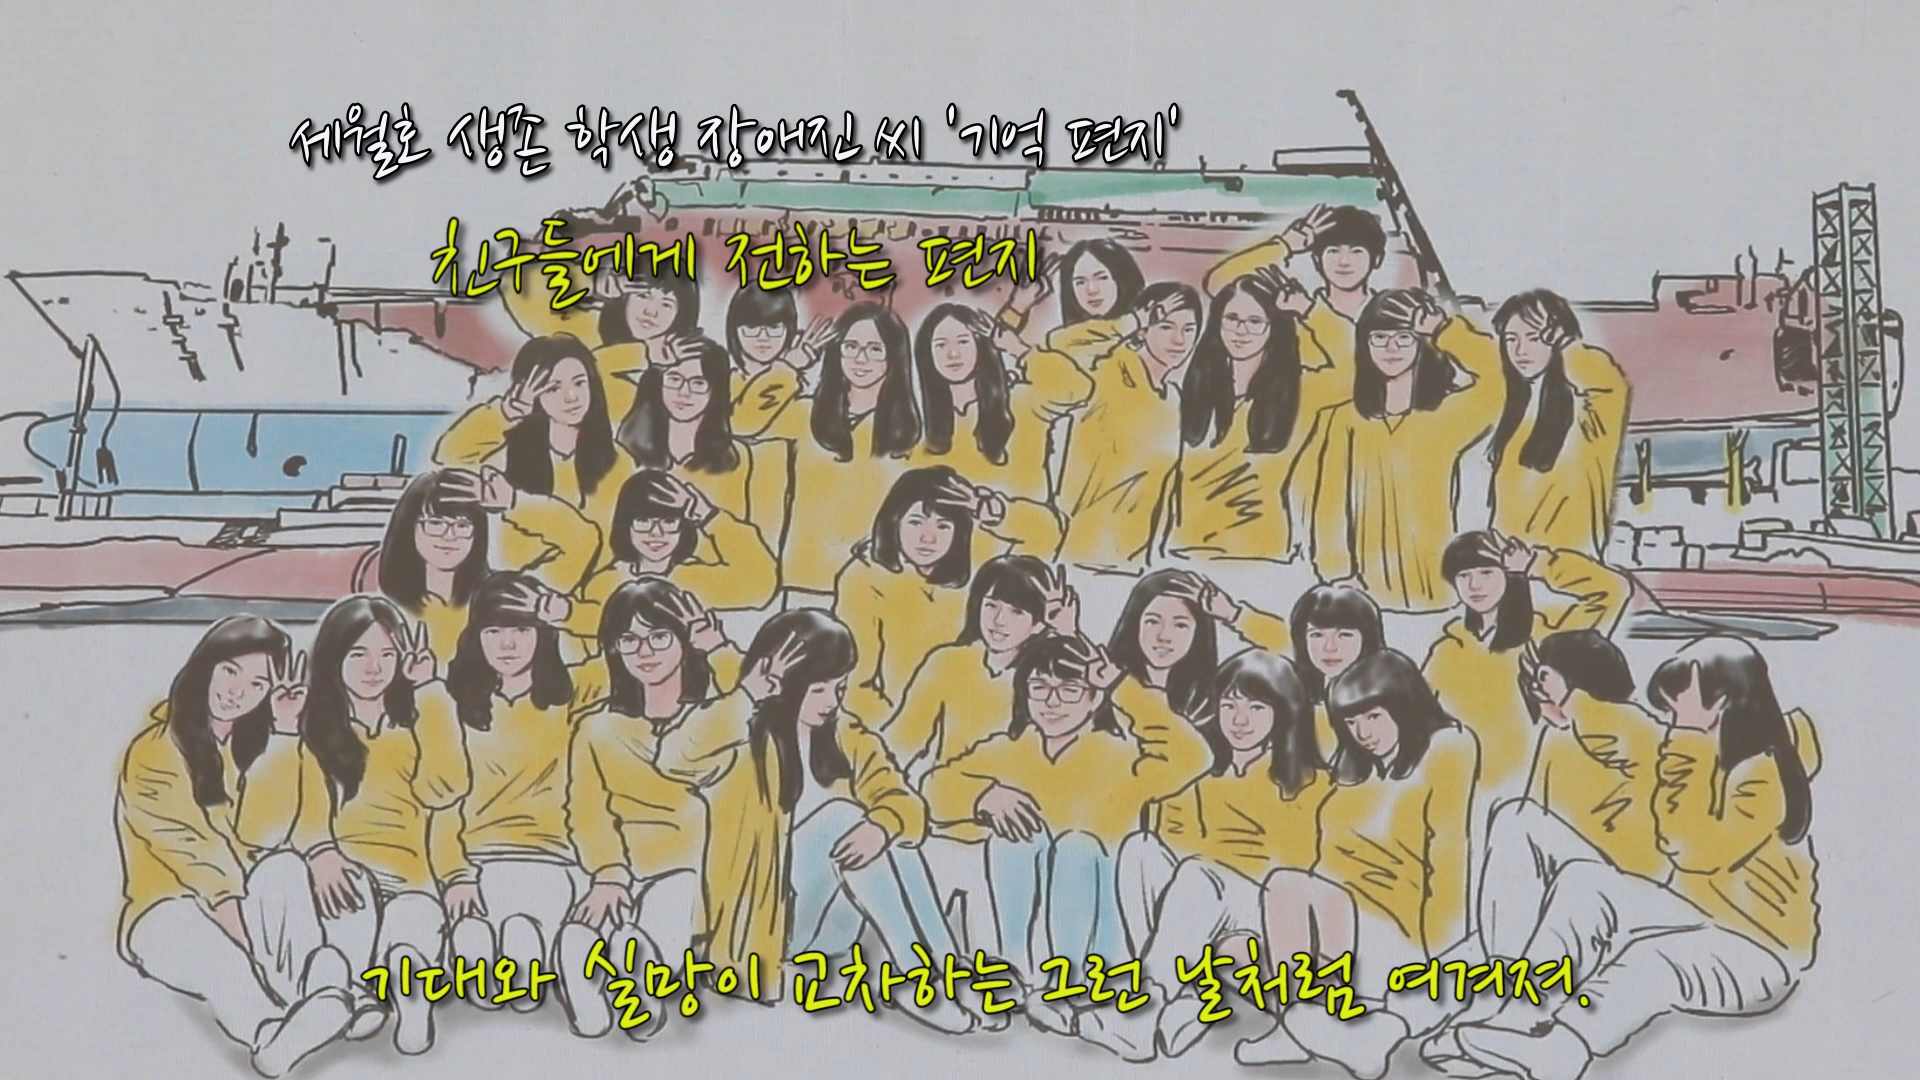 세월호 생존 학생 장애진 씨 '기억 편지'
친구들에게 전하는 편지
기대와 실망이 교차하는 그런 날처럼 여겨져.